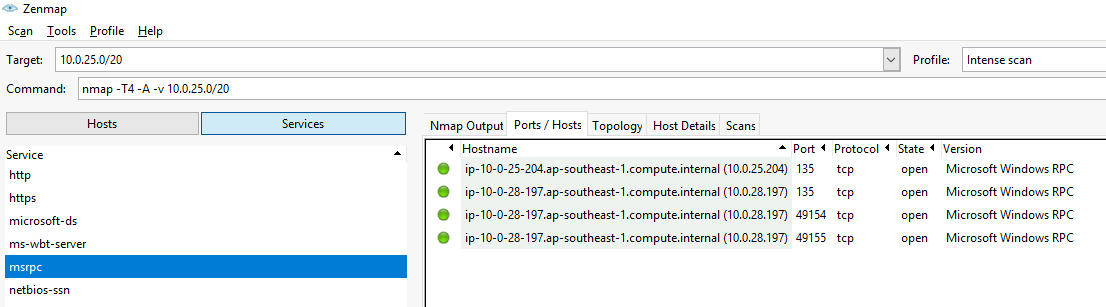 Zenmap
Scan Tools Profile Help
Target: 10.0.25.0/20 Profile: Intense scan
Command: nmap -T4 -A -v 10.0.25.0/20
Hosts Services
Nmap Output Ports / Hosts Topology Host Details Scans
Service
http
https
microsoft-ds
ms-wbt-server
msrpc
netbios-ssn
Hostname Port Protocol State Version
ip-10-0-25-204.ap-southeast-1.compute.internal (10.0.25.204) 135 tcp open Microsoft Windows RPC
ip-10-0-28-197.ap-southeast-1.compute.internal (10.0.28.197) 135 tcp open Microsoft Windows RPC
ip-10-0-28-197.ap-southeast-1.compute.internal (10.0.28.197) 49154 tcp open Microsoft Windows RPC
ip-10-0-28-197.ap-southeast-1.compute.internal (10.0.28.197) 49155 tcp open Microsoft Windows RPC